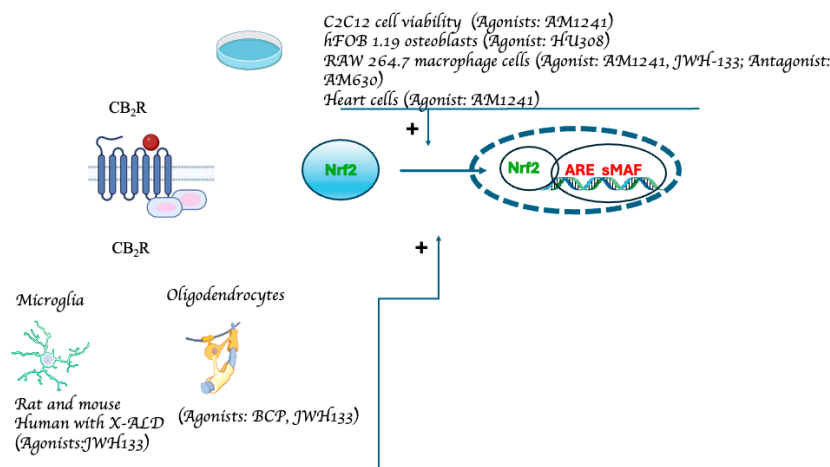 C2C12 cell viability (Agonists: AM1241)
hFOB 1.19 osteoblasts (Agonist: HU308)
RAW 264.7 macrophage cells (Agonist: AM1241, JWH-133; Antagonist:
AM630)
Heart cells (Agonist: AM1241)
CB₂R
+
Nrf2
Nrf2 ARE sMAF
CB₂R
+
Microglia
Oligodendrocytes
Rat and mouse
Human with X-ALD
(Agonists:JWH133)
(Agonists: BCP, JWH133)